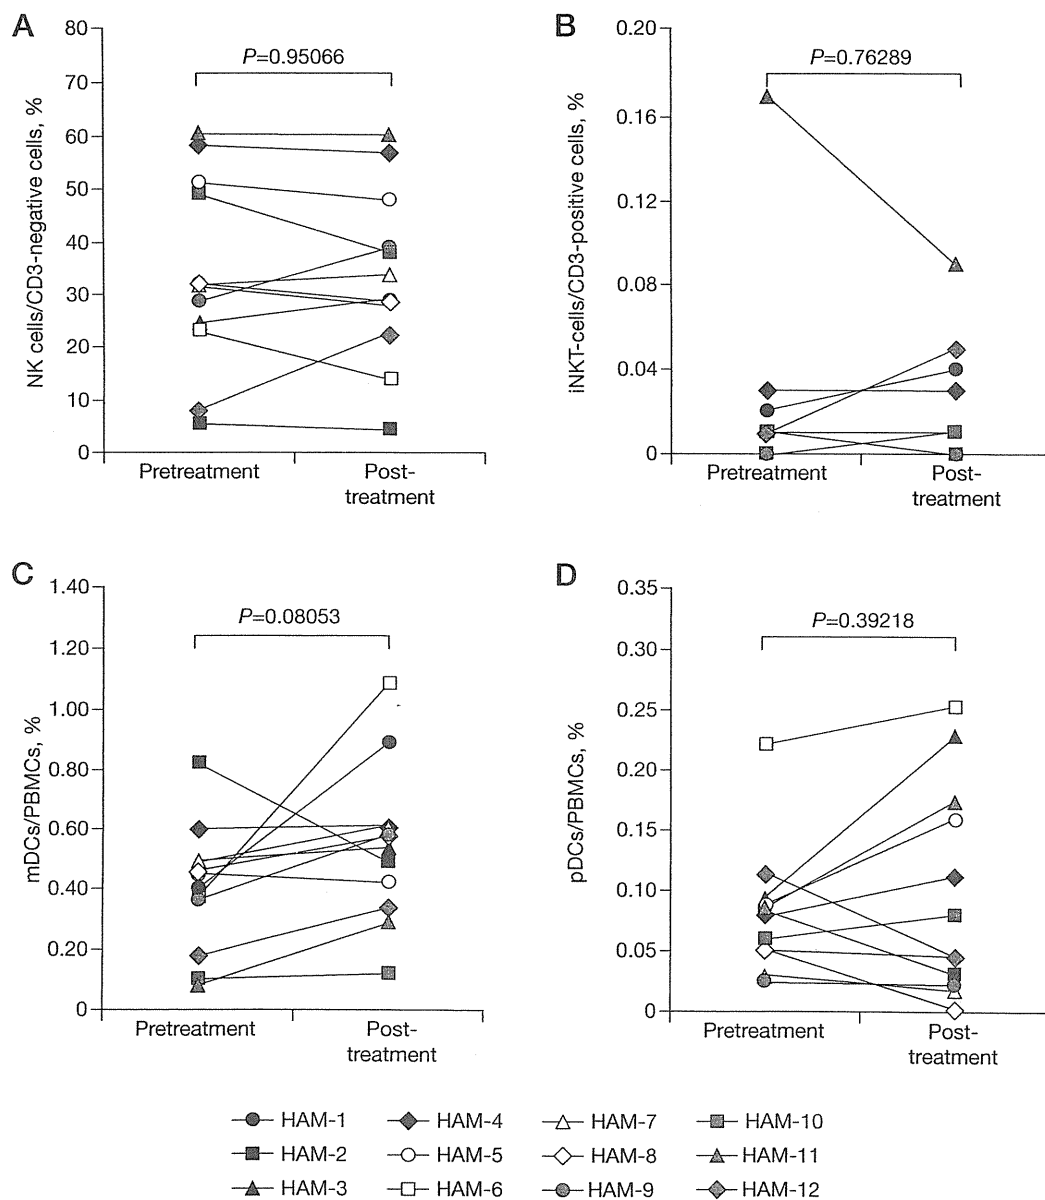 A
80
70
60
50
40
30
20
10
0
NK cells/CD3-negative cells, %
P=0.95066
Pretreatment
Post-
treatment
B
0.20
0.16
0.12
0.08
0.04
0
iNKT-cells/CD3-positive cells, %
P=0.76289
Pretreatment
Post-
treatment
C
1.40
1.20
1.00
0.80
0.60
0.40
0.20
0
mDCs/PBMCs, %
P=0.08053
Pretreatment
Post-
treatment
D
0.35
0.30
0.25
0.20
0.15
0.10
0.05
0
pDCs/PBMCs, %
P=0.39218
Pretreatment
Post-
treatment
HAM-1 HAM-4 HAM-7 HAM-10
HAM-2 HAM-5 HAM-8 HAM-11
HAM-3 HAM-6 HAM-9 HAM-12